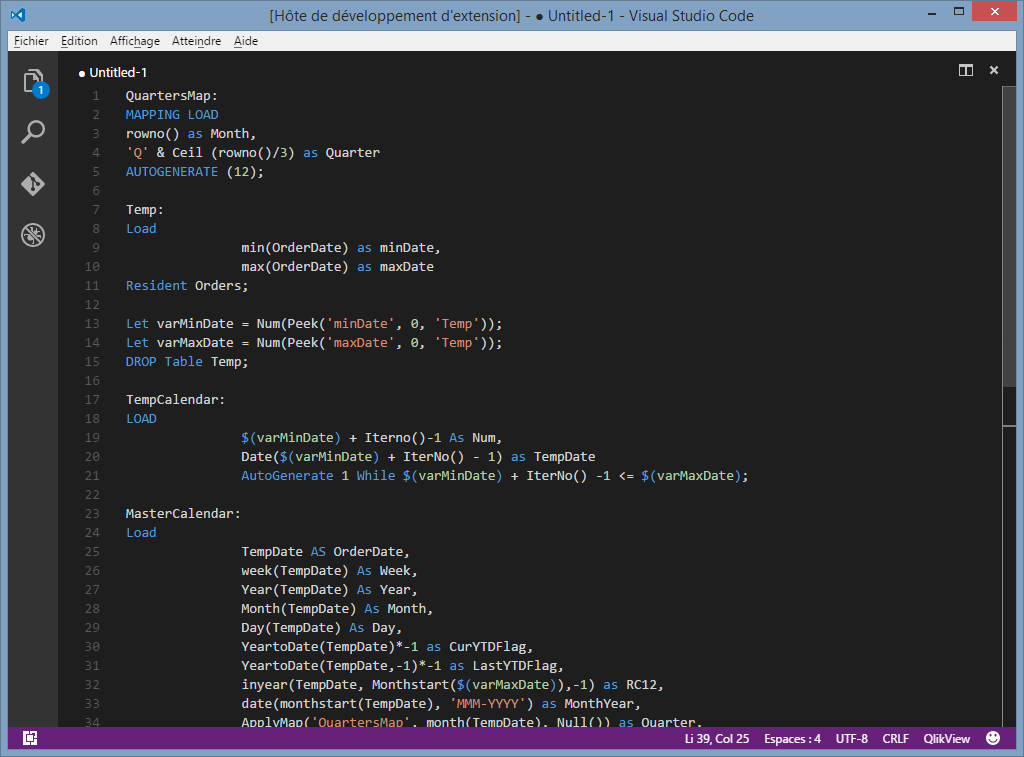 [Hôte de développement d'extension] - ● Untitled-1 - Visual Studio Code
Fichier Edition Affichage Atteindre Aide
● Untitled-1
1
1 QuartersMap:
2 MAPPING LOAD
3 rowno() as Month,
4 'Q' & Ceil (rowno()/3) as Quarter
5 AUTOGENERATE (12);
6
7 Temp:
8 Load
9 min(OrderDate) as minDate,
10 max(OrderDate) as maxDate
11 Resident Orders;
12
13 Let varMinDate = Num(Peek('minDate', 0, 'Temp'));
14 Let varMaxDate = Num(Peek('maxDate', 0, 'Temp'));
15 DROP Table Temp;
16
17 TempCalendar:
18 LOAD
19 $(varMinDate) + Iterno()-1 As Num,
20 Date($(varMinDate) + IterNo() - 1) as TempDate
21 AutoGenerate 1 While $(varMinDate) + IterNo() -1 <= $(varMaxDate);
22
23 MasterCalendar:
24 Load
25 TempDate AS OrderDate,
26 week(TempDate) As Week,
27 Year(TempDate) As Year,
28 Month(TempDate) As Month,
29 Day(TempDate) As Day,
30 YeartoDate(TempDate)*-1 as CurYTDFlag,
31 YeartoDate(TempDate,-1)*-1 as LastYTDFlag,
32 inyear(TempDate, Monthstart($(varMaxDate)),-1) as RC12,
33 date(monthstart(TempDate), 'MMM-YYYY') as MonthYear,
34 ApplyMap('QuartersMap', month(TempDate), Null()) as Quarter,
Li 39, Col 25 Espaces : 4 UTF-8 CRLF QlikView